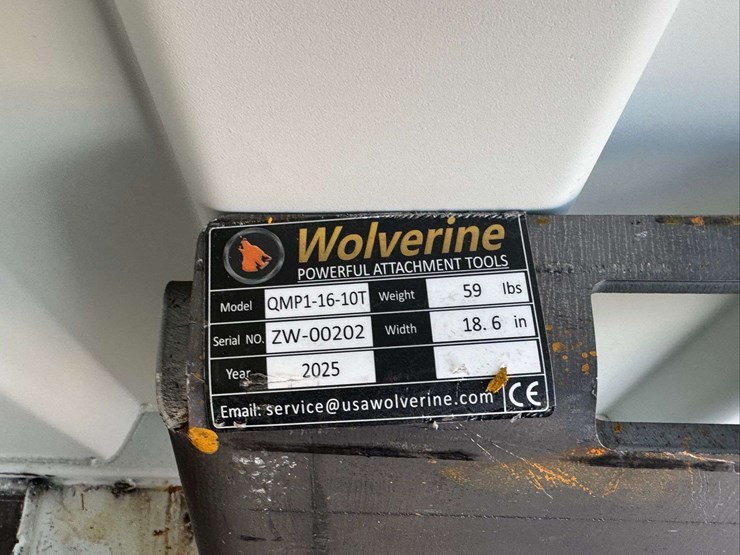 Wolverine
POWERFUL ATTACHMENT TOOLS
Model QMP1-16-10T Weight 59 lbs
Serial NO. ZW-00202 Width 18.6 in
Year 2025
Email: service@usawolverine.com CE